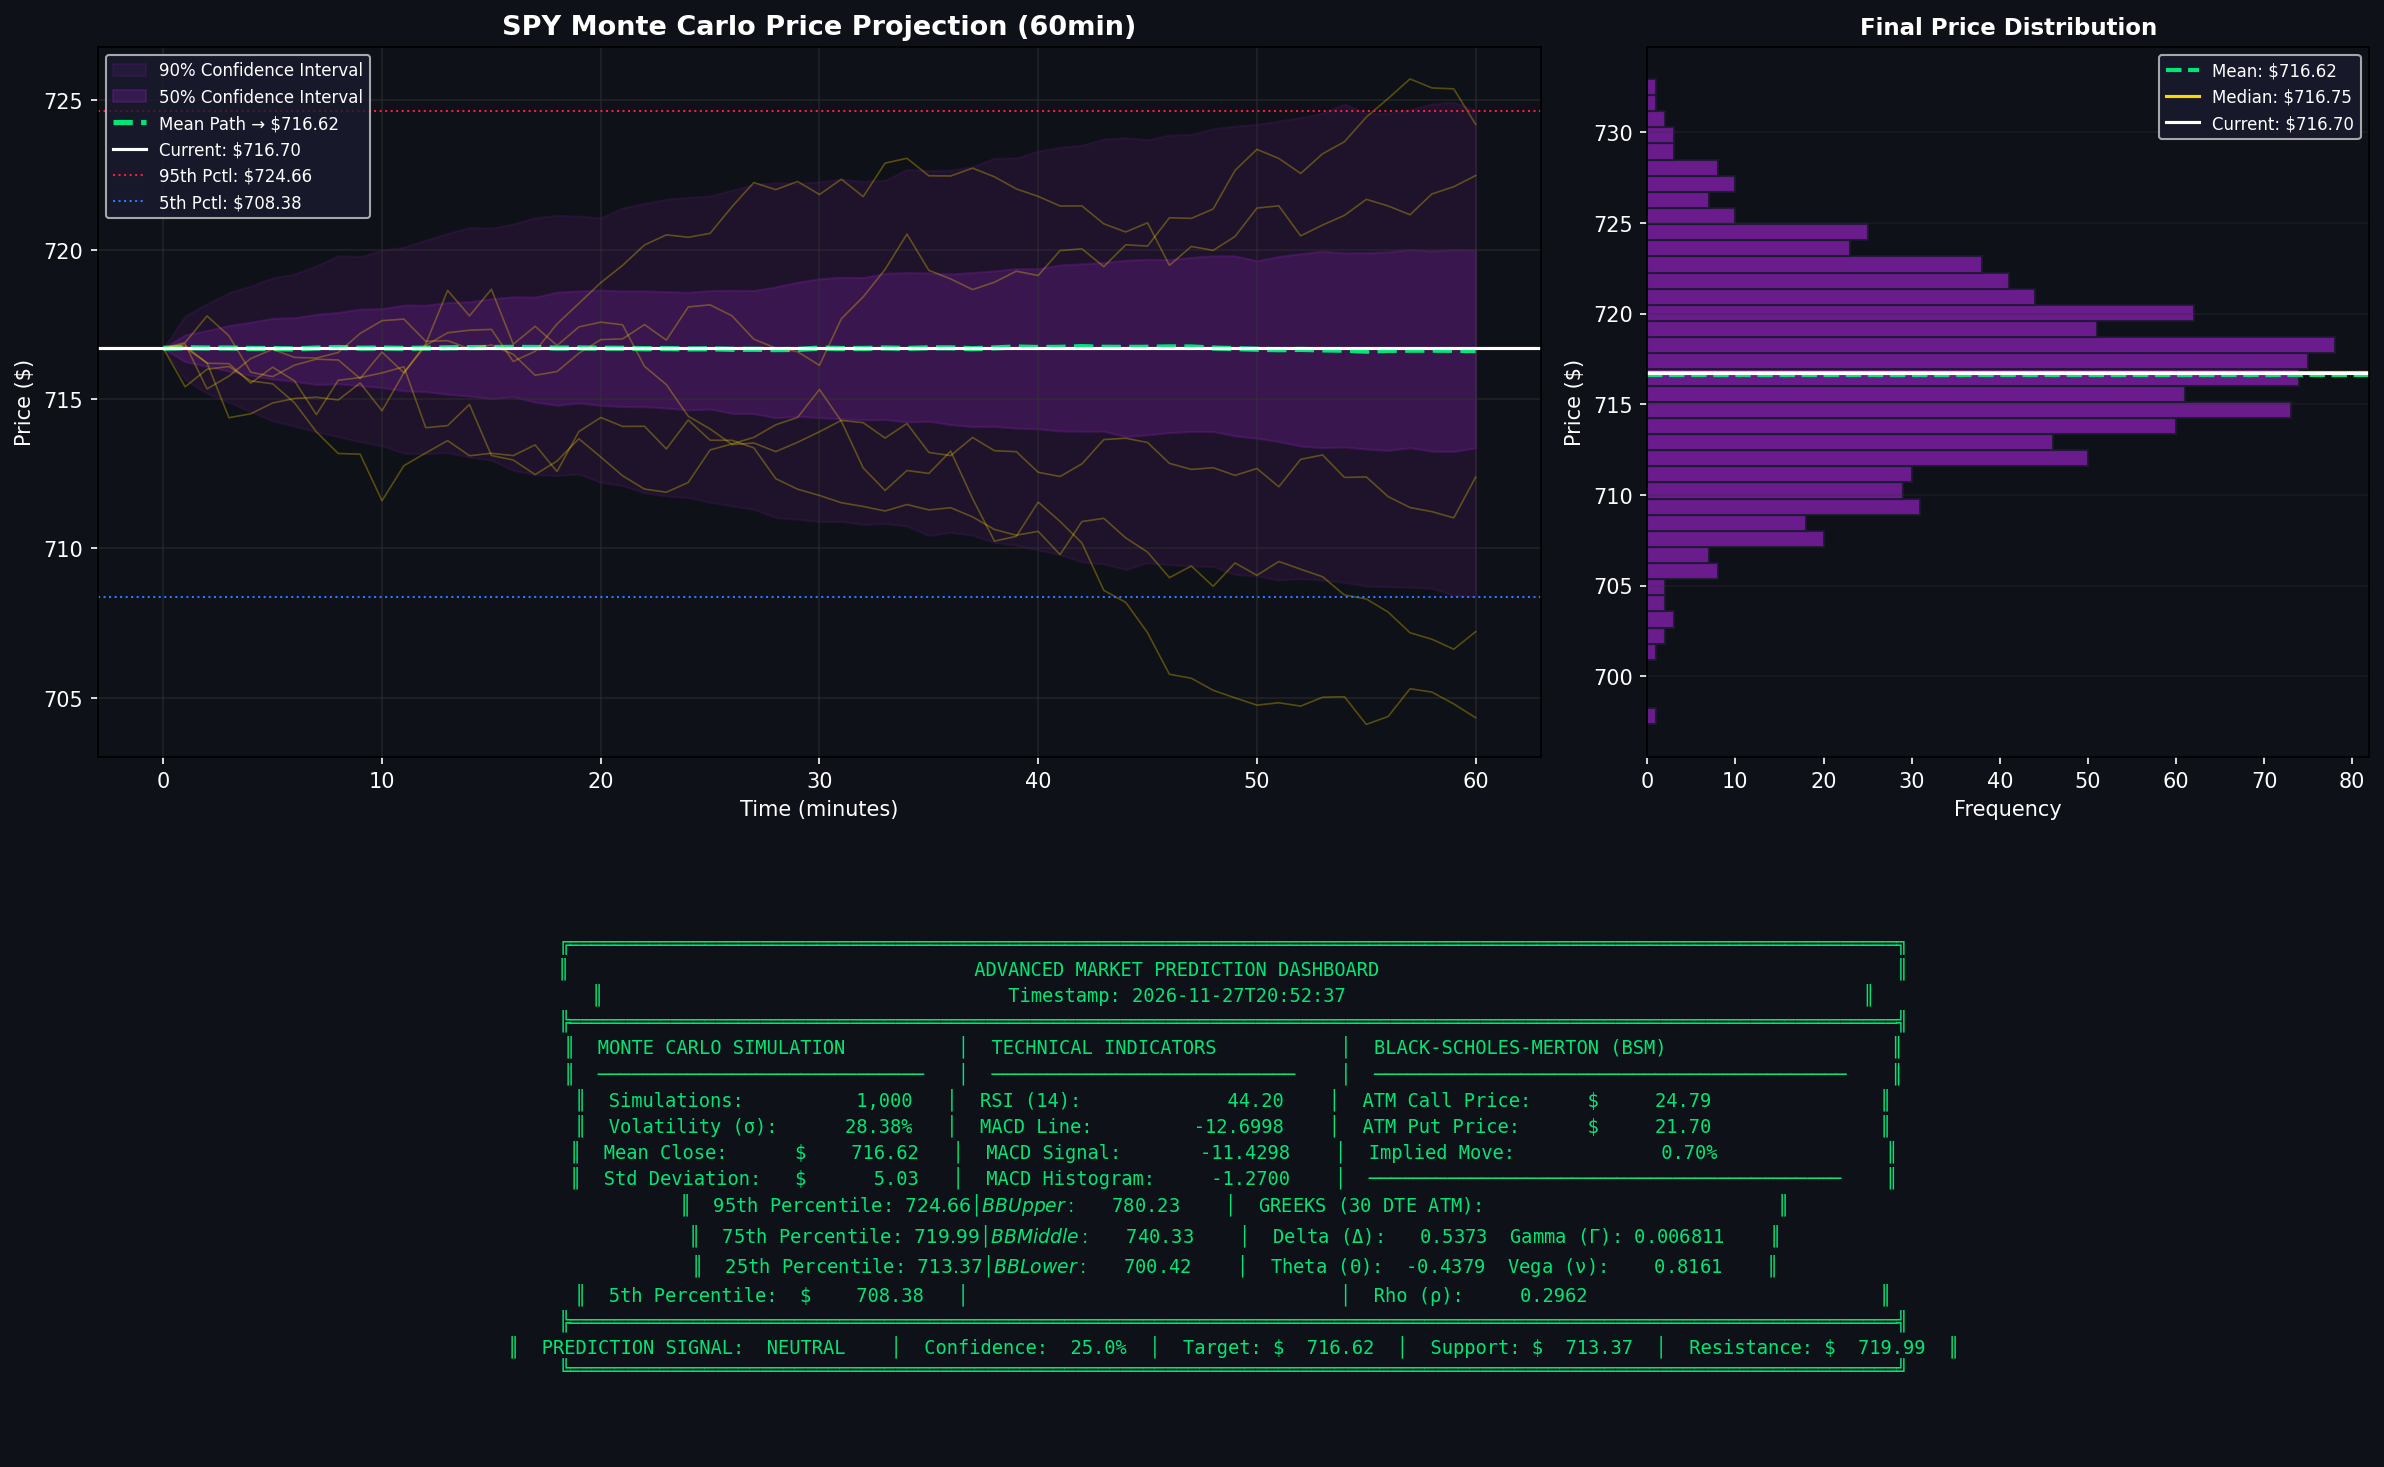 SPY Monte Carlo Price Projection (60min)
90% Confidence Interval
50% Confidence Interval
Mean Path → $716.62
Current: $716.70
95th Pctl: $724.66
5th Pctl: $708.38
725
720
715
710
705
Price ($)
0 10 20 30 40 50 60
Time (minutes)
Final Price Distribution
Mean: $716.62
Median: $716.75
Current: $716.70
730
725
720
715
710
705
700
Price ($)
0 10 20 30 40 50 60 70 80
Frequency
ADVANCED MARKET PREDICTION DASHBOARD
Timestamp: 2026-11-27T20:52:37
MONTE CARLO SIMULATION │ TECHNICAL INDICATORS │ BLACK-SCHOLES-MERTON (BSM)
Simulations: 1,000 │ RSI (14): 44.20 │ ATM Call Price: $ 24.79
Volatility (σ): 28.38% │ MACD Line: -12.6998 │ ATM Put Price: $ 21.70
Mean Close: $ 716.62 │ MACD Signal: -11.4298 │ Implied Move: 0.70%
Std Deviation: $ 5.03 │ MACD Histogram: -1.2700 │
95th Percentile: 724.66│BBUpper: 780.23 │ GREEKS (30 DTE ATM):
75th Percentile: 719.99│BBMiddle: 740.33 │ Delta (Δ): 0.5373 Gamma (Γ): 0.006811
25th Percentile: 713.37│BBLower: 700.42 │ Theta (Θ): -0.4379 Vega (ν): 0.8161
5th Percentile: $ 708.38 │ │ Rho (ρ): 0.2962
PREDICTION SIGNAL: NEUTRAL │ Confidence: 25.0% │ Target: $ 716.62 │ Support: $ 713.37 │ Resistance: $ 719.99